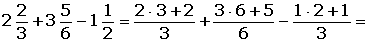 2 2/3 + 3 5/6 − 1 1/2 = (2·3+2)/3 + (3·6+5)/6 − (1·2+1)/3 =